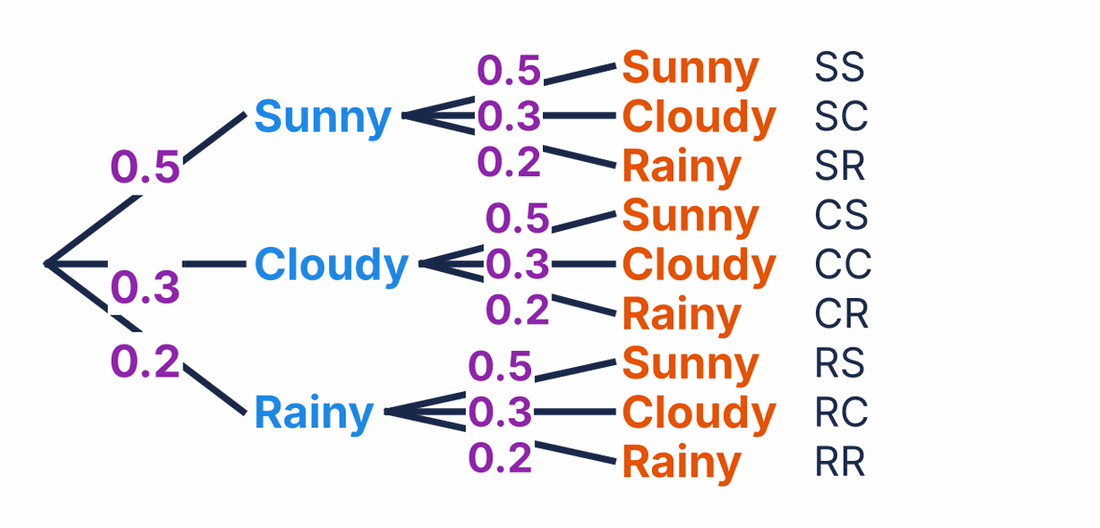 0.5 Sunny SS
Sunny 0.3 Cloudy SC
0.5 0.2 Rainy SR
0.5 Sunny CS
0.3 Cloudy 0.3 Cloudy CC
0.2 Rainy CR
0.2 0.5 Sunny RS
Rainy 0.3 Cloudy RC
0.2 Rainy RR